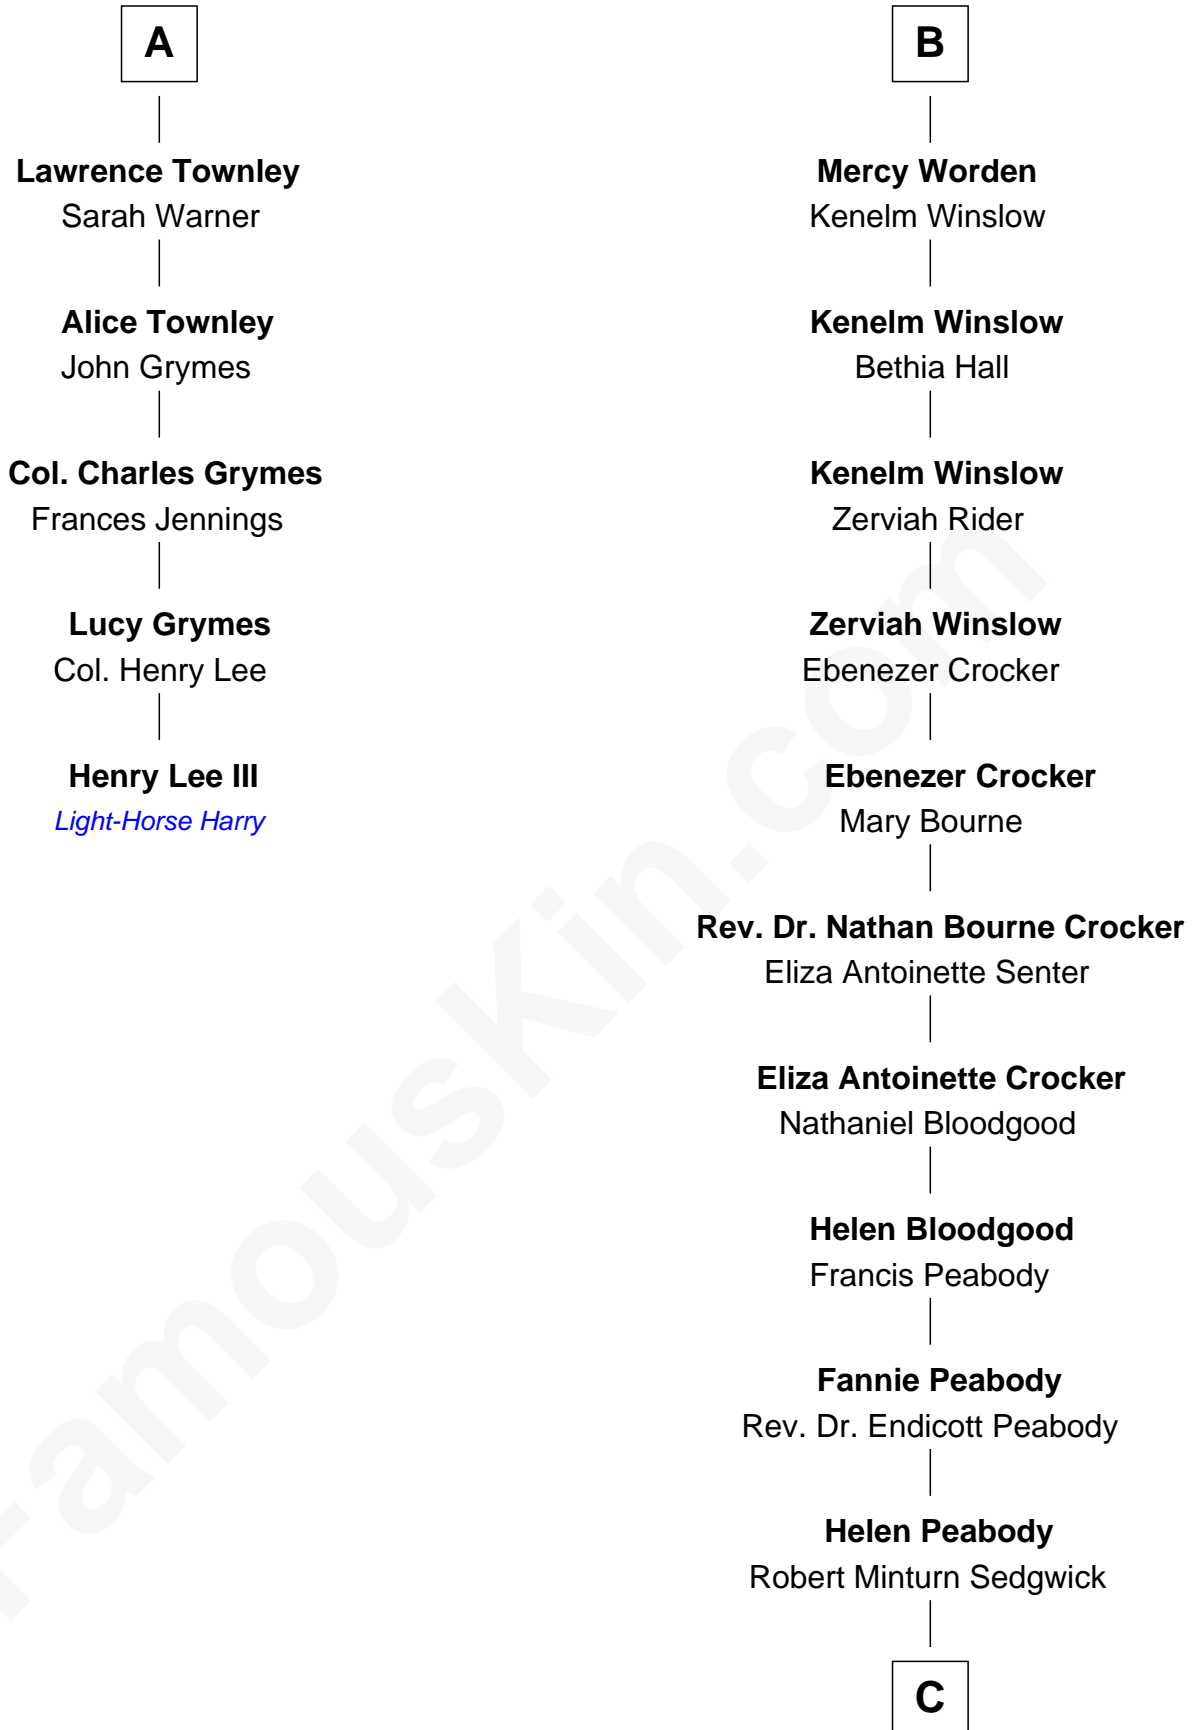 A
Lawrence Townley
Sarah Warner
Alice Townley
John Grymes
Col. Charles Grymes
Frances Jennings
Lucy Grymes
Col. Henry Lee
Henry Lee III
Light-Horse Harry
B
Mercy Worden
Kenelm Winslow
Kenelm Winslow
Bethia Hall
Kenelm Winslow
Zerviah Rider
Zerviah Winslow
Ebenezer Crocker
Ebenezer Crocker
Mary Bourne
Rev. Dr. Nathan Bourne Crocker
Eliza Antoinette Senter
Eliza Antoinette Crocker
Nathaniel Bloodgood
Helen Bloodgood
Francis Peabody
Fannie Peabody
Rev. Dr. Endicott Peabody
Helen Peabody
Robert Minturn Sedgwick
C
FamousKin.com